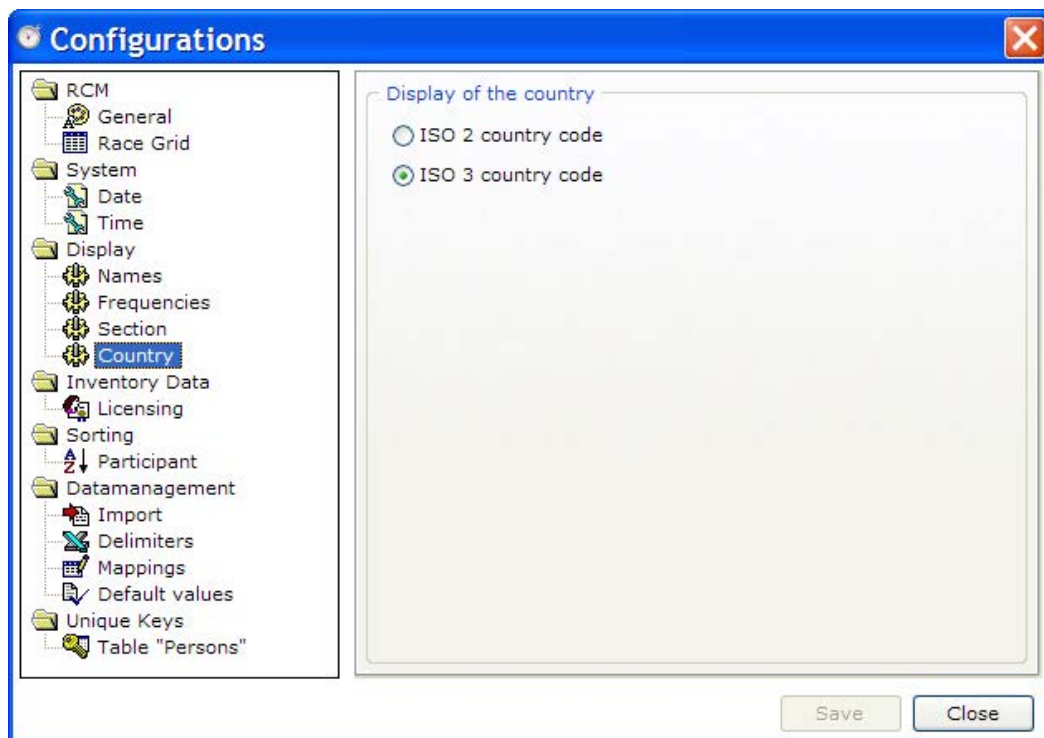 Configurations
RCM
General
Race Grid
System
Date
Time
Display
Names
Frequencies
Section
Country
Inventory Data
Licensing
Sorting
Participant
Datamanagement
Import
Delimiters
Mappings
Default values
Unique Keys
Table "Persons"
Display of the country
ISO 2 country code
ISO 3 country code
Save
Close